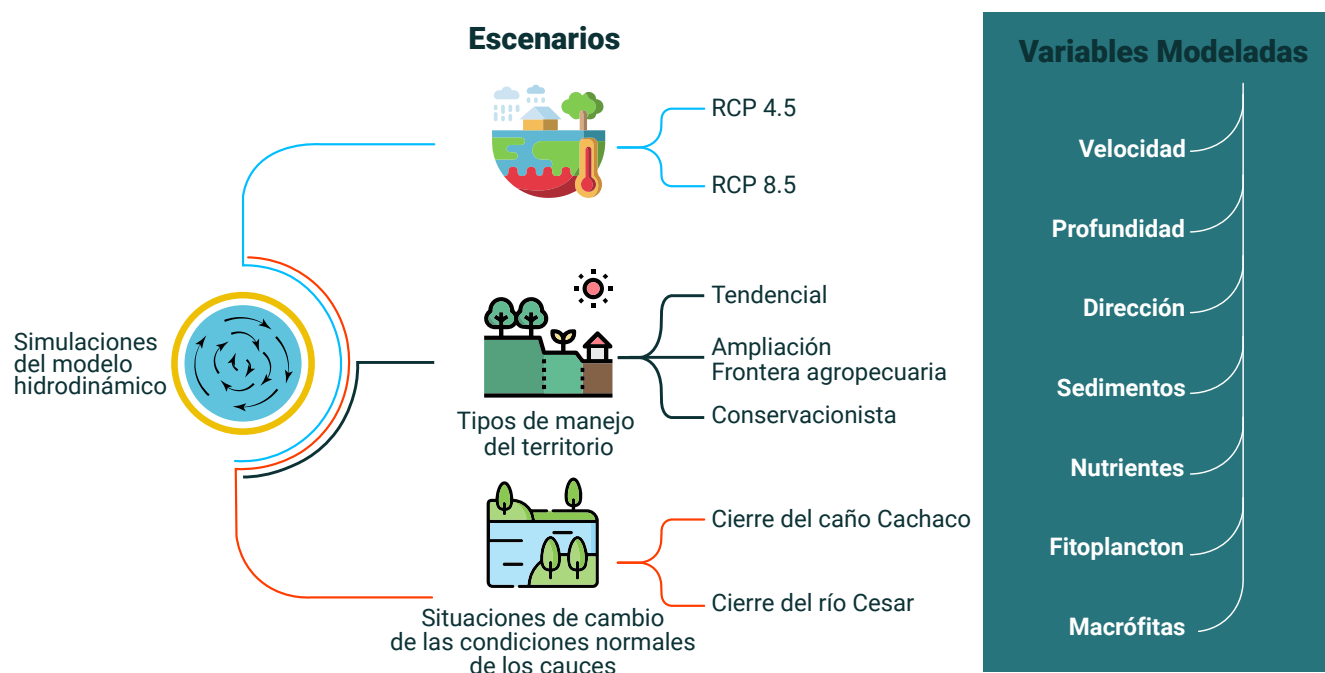 Escenarios
Simulaciones
del modelo
hidrodinámico
RCP 4.5
RCP 8.5
Tipos de manejo
del territorio
Tendencial
Ampliación
Frontera agropecuaria
Conservacionista
Situaciones de cambio
de las condiciones normales
de los cauces
Cierre del caño Cachaco
Cierre del río Cesar
Variables Modeladas
Velocidad
Profundidad
Dirección
Sedimentos
Nutrientes
Fitoplancton
Macrófitas